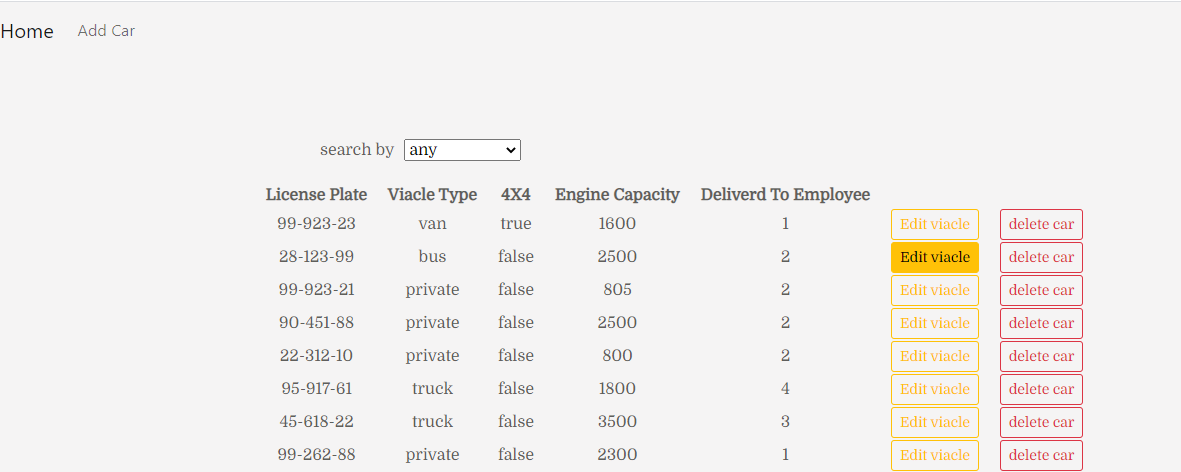 Home Add Car
search by any
License Plate Viacle Type 4X4 Engine Capacity Deliverd To Employee
99-923-23 van true 1600 1 Edit viacle delete car
28-123-99 bus false 2500 2 Edit viacle delete car
99-923-21 private false 805 2 Edit viacle delete car
90-451-88 private false 2500 2 Edit viacle delete car
22-312-10 private false 800 2 Edit viacle delete car
95-917-61 truck false 1800 4 Edit viacle delete car
45-618-22 truck false 3500 3 Edit viacle delete car
99-262-88 private false 2300 1 Edit viacle delete car